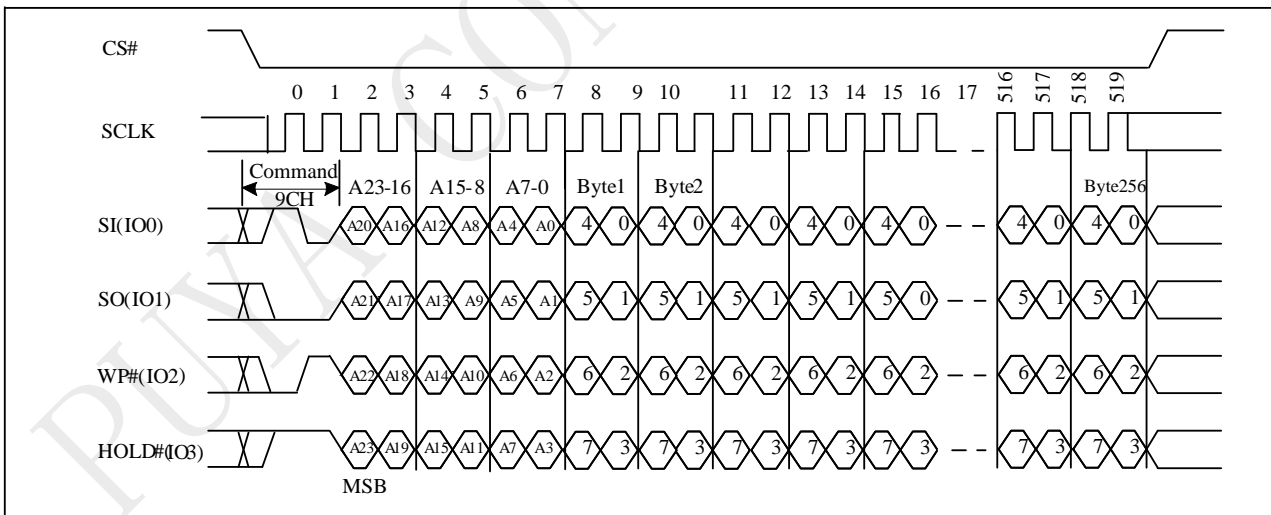 CS#
0 1 2 3 4 5 6 7 8 9 10 11 12 13 14 15 16 17 516 517 518 519
SCLK
Command
9CH
A23-16 A15-8 A7-0 Byte1 Byte2 Byte256
SI(IO0) A20 A16 A12 A8 A4 A0 4 0 4 0 4 0 4 0 4 0 4 0 4 0
SO(IO1) A21 A17 A13 A9 A5 A1 5 1 5 1 5 1 5 1 5 0 5 1 5 1
WP#(IO2) A22 A18 A14 A10 A6 A2 6 2 6 2 6 2 6 2 6 2 6 2 6 2
HOLD#(IO3) A23 A19 A15 A11 A7 A3 7 3 7 3 7 3 7 3 7 3 7 3 7 3
MSB
PUYA CON